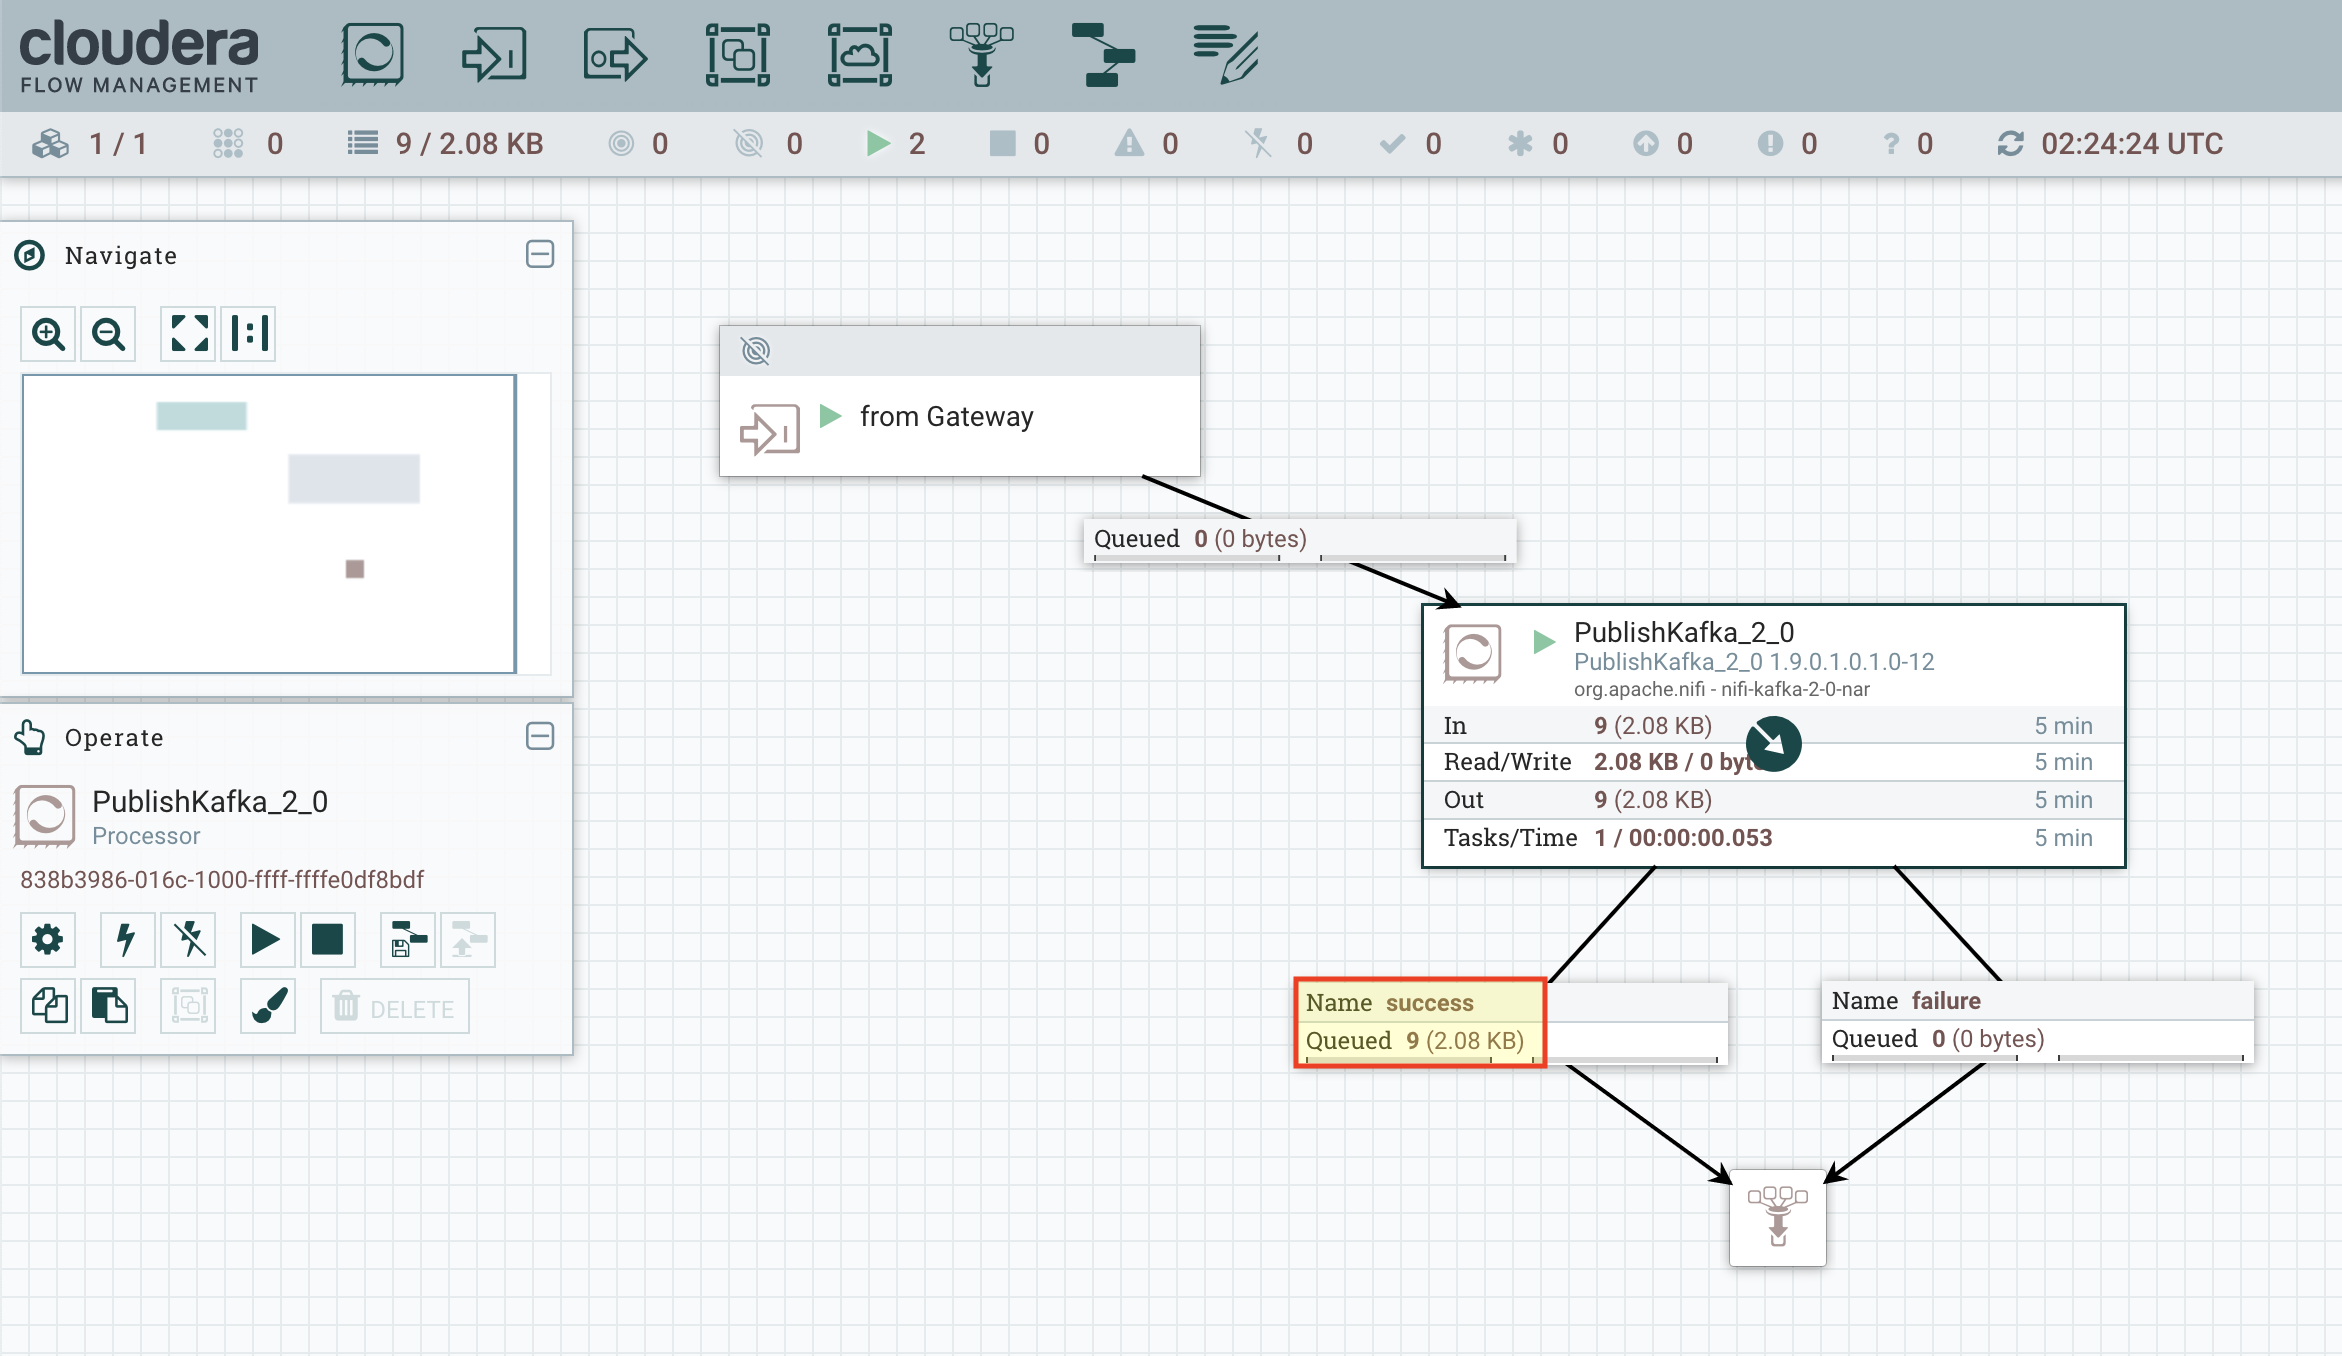 cloudera
FLOW MANAGEMENT
1 / 1 0 9 / 2.08 KB 0 0 2 0 0 0 0 0 0 0 ? 0 02:24:24 UTC
Navigate
Operate
PublishKafka_2_0
Processor
838b3986-016c-1000-ffff-ffffe0df8bdf
DELETE
from Gateway
Queued 0 (0 bytes)
PublishKafka_2_0
PublishKafka_2_0 1.9.0.1.0.1.0-12
org.apache.nifi - nifi-kafka-2-0-nar
In 9 (2.08 KB) 5 min
Read/Write 2.08 KB / 0 5 min
Out 9 (2.08 KB) 5 min
Tasks/Time 1 / 00:00:00.053 5 min
Name success
Queued 9 (2.08 KB)
Name failure
Queued 0 (0 bytes)